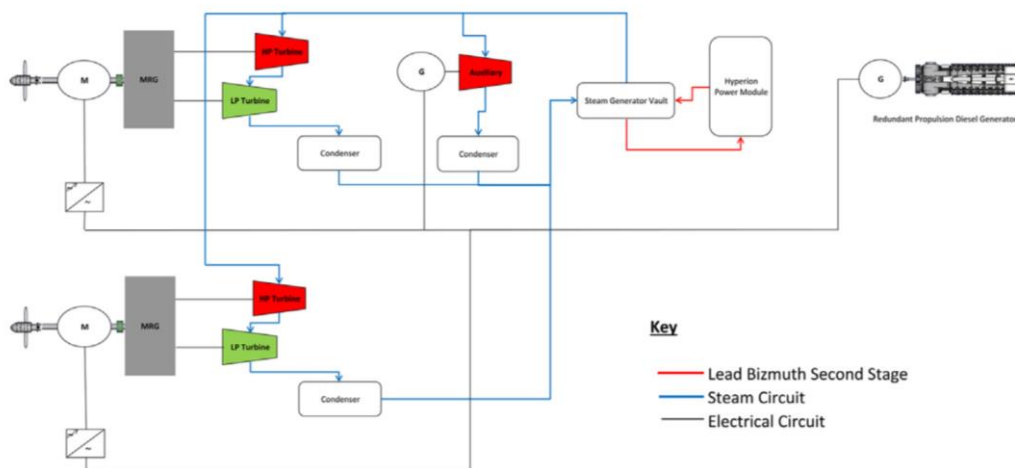 M
MRG
HP Turbine
LP Turbine
Condenser
G
Auxiliary
Condenser
Steam Generator Vault
Hyperion
Power Module
G
Redundant Propulsion Diesel Generator
~
M
MRG
HP Turbine
LP Turbine
Condenser
~
Key
Lead Bizmuth Second Stage
Steam Circuit
Electrical Circuit